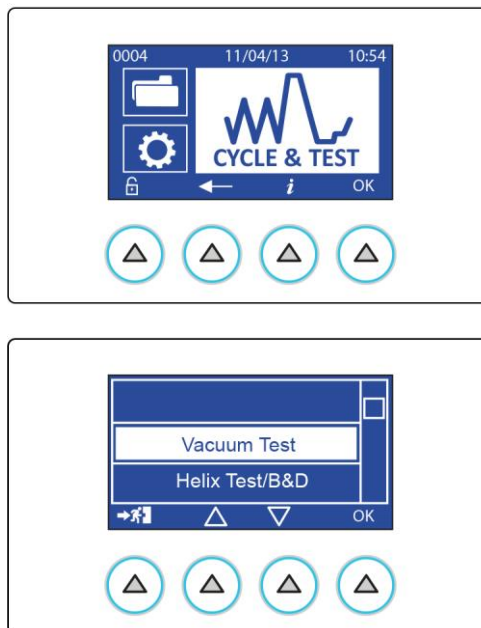 0004 11/04/13 10:54
CYCLE & TEST
i OK
Vacuum Test
Helix Test/B&D
OK